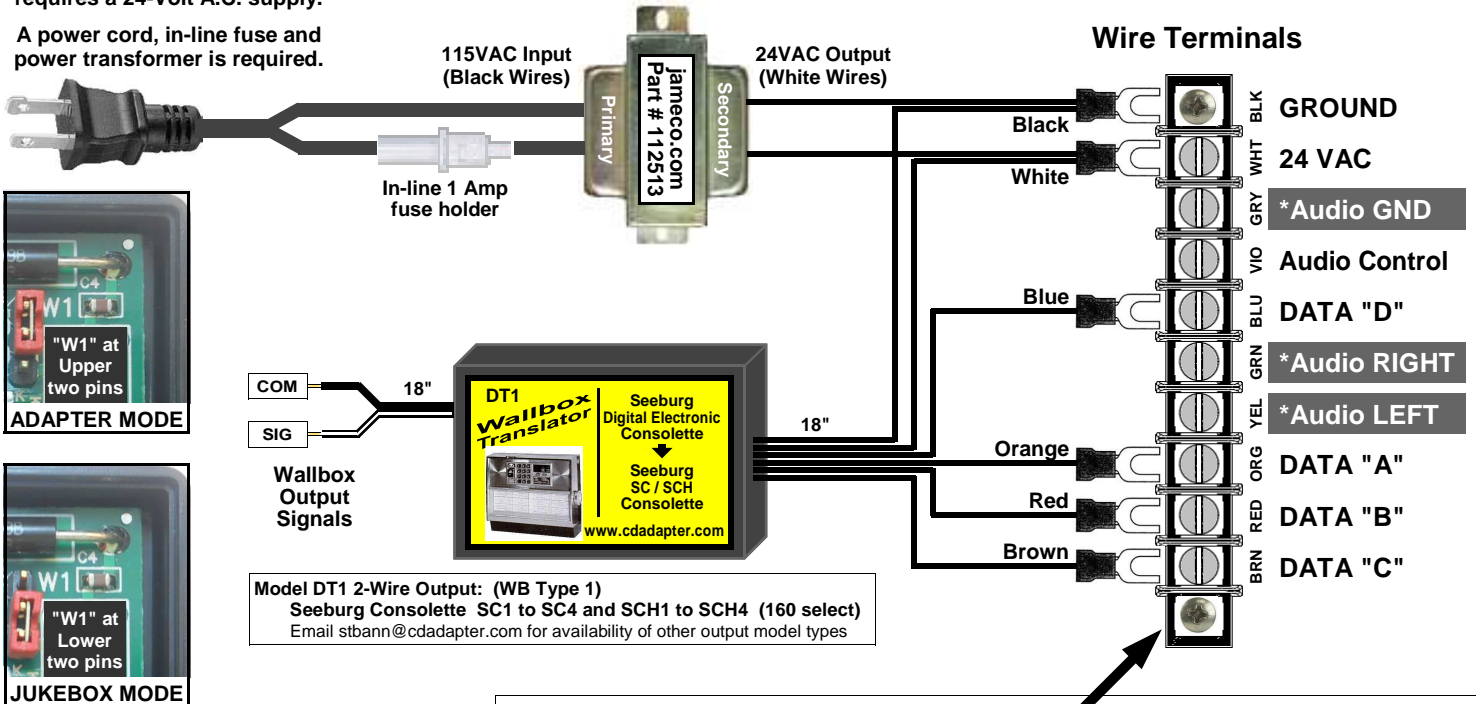 requires a 24-Volt A.C. supply.
A power cord, in-line fuse and
power transformer is required.
115VAC Input
(Black Wires)
24VAC Output
(White Wires)
Primary
jameco.com
Part # 112513
Secondary
In-line 1 Amp
fuse holder
Wire Terminals
Black
BLK
GROUND
White
WHT
24 VAC
GRY
*Audio GND
VIO
Audio Control
Blue
BLU
DATA "D"
GRN
*Audio RIGHT
YEL
*Audio LEFT
Orange
ORG
DATA "A"
Red
RED
DATA "B"
Brown
BRN
DATA "C"
C4
W1
"W1" at
Upper
two pins
ADAPTER MODE
C4
W1
"W1" at
Lower
two pins
JUKEBOX MODE
COM
SIG
18"
Wallbox
Output
Signals
DT1
Wallbox
Translator
Seeburg
Digital Electronic
Consolette
Seeburg
SC / SCH
Consolette
www.cdadapter.com
18"
Model DT1 2-Wire Output: (WB Type 1)
Seeburg Consolette SC1 to SC4 and SCH1 to SCH4 (160 select)
Email stbann@cdadapter.com for availability of other output model types